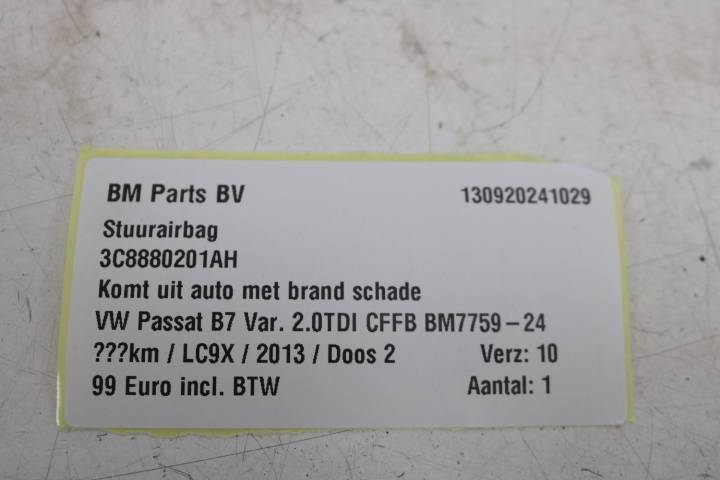 BM Parts BV 130920241029
Stuurairbag
3C8880201AH
Komt uit auto met brand schade
VW Passat B7 Var. 2.0TDI CFFB BM7759-24
???km / LC9X / 2013 / Doos 2 Verz: 10
99 Euro incl. BTW Aantal: 1